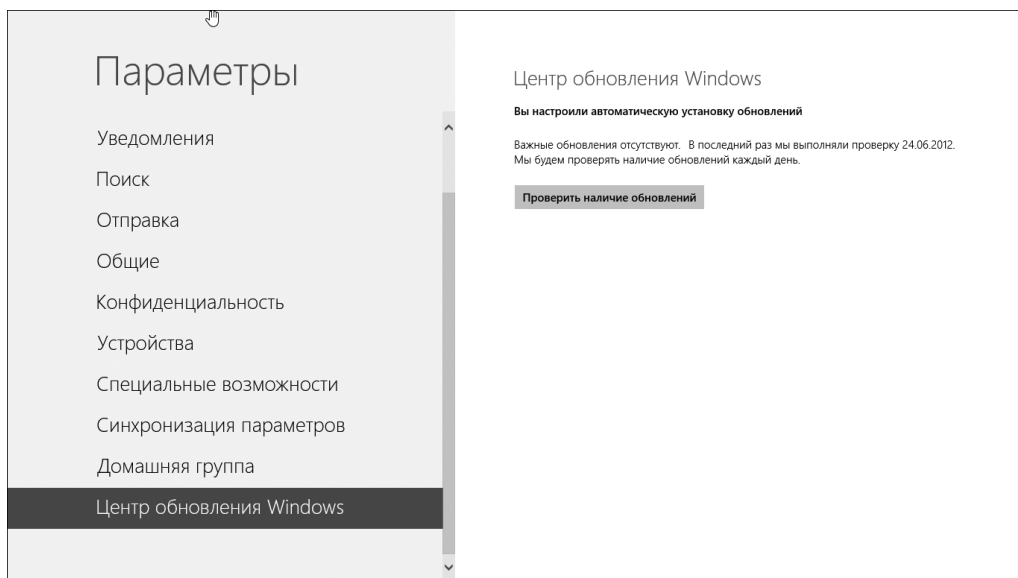 Параметры
Уведомления
Поиск
Отправка
Общие
Конфиденциальность
Устройства
Специальные возможности
Синхронизация параметров
Домашняя группа
Центр обновления Windows
Центр обновления Windows
Вы настроили автоматическую установку обновлений
Важные обновления отсутствуют. В последний раз мы выполняли проверку 24.06.2012.
Мы будем проверять наличие обновлений каждый день.
Проверить наличие обновлений